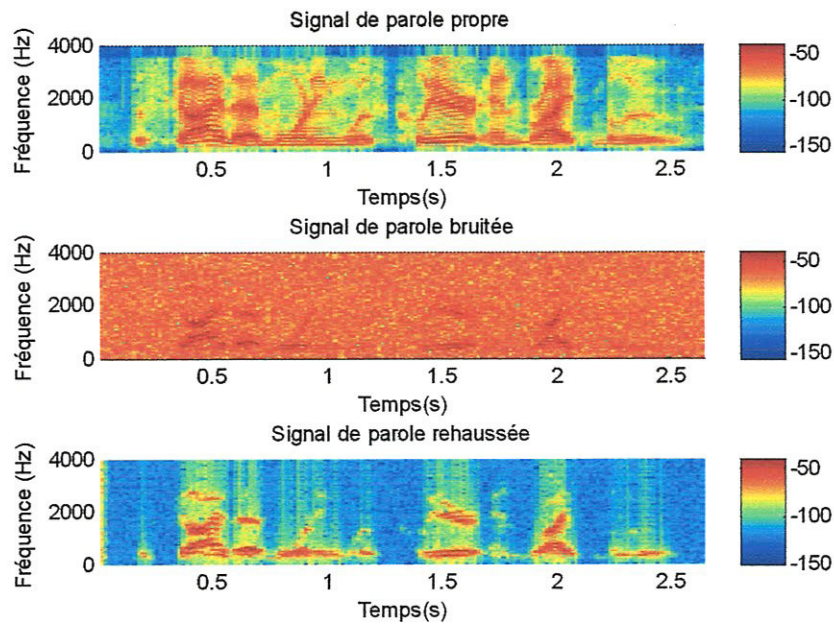 Signal de parole propre
Fréquence (Hz)
4000
2000
0
0.5 1 1.5 2 2.5
Temps(s)
-50
-100
-150
Signal de parole bruitée
Fréquence (Hz)
4000
2000
0
0.5 1 1.5 2 2.5
Temps(s)
-50
-100
-150
Signal de parole rehaussée
Fréquence (Hz)
4000
2000
0
0.5 1 1.5 2 2.5
Temps(s)
-50
-100
-150